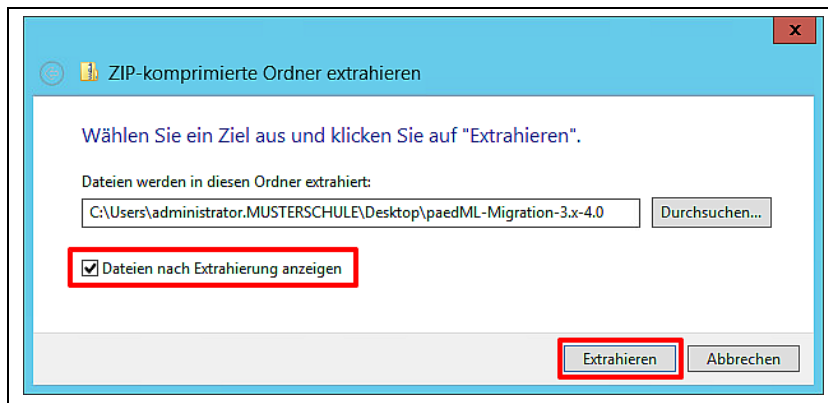 x
ZIP-komprimierte Ordner extrahieren
Wählen Sie ein Ziel aus und klicken Sie auf "Extrahieren".
Dateien werden in diesen Ordner extrahiert:
C:\Users\administrator.MUSTERSCHULE\Desktop\paedML-Migration-3.x-4.0 Durchsuchen...
Dateien nach Extrahierung anzeigen
Extrahieren Abbrechen